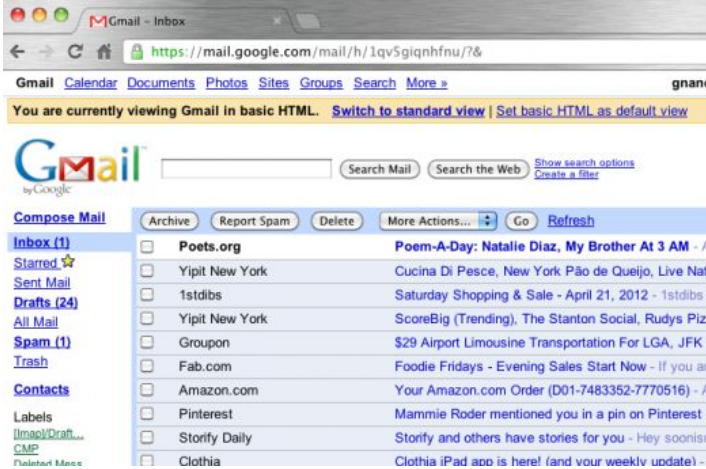 Gmail – Inbox
https://mail.google.com/mail/h/1qv5giqnhfnu/?&
Gmail Calendar Documents Photos Sites Groups Search More »
You are currently viewing Gmail in basic HTML. Switch to standard view | Set basic HTML as default view
Gmail
by Google
Search Mail Search the Web Show search options
Create a filter
Compose Mail
Archive Report Spam Delete More Actions... Go Refresh
Inbox (1)
Starred
Sent Mail
Drafts (24)
All Mail
Spam (1)
Trash
Contacts
Labels
[Imap]/Draft...
CMP
Deleted Mess
Poets.org Poem-A-Day: Natalie Diaz, My Brother At 3 AM -
Yipit New York Cucina Di Pesce, New York Pão de Queijo, Live Nat
1stdibs Saturday Shopping & Sale - April 21, 2012 - 1stdibs
Yipit New York ScoreBig (Trending), The Stanton Social, Rudys Piz
Groupon $29 Airport Limousine Transportation For LGA, JFK
Fab.com Foodie Fridays - Evening Sales Start Now - If you a
Amazon.com Your Amazon.com Order (D01-7483352-7770516) -
Pinterest Mammie Roder mentioned you in a pin on Pinterest
Storify Daily Storify and others have stories for you - Hey soonis
Clothia Clothia iPad app is here! (and your weekly update) -